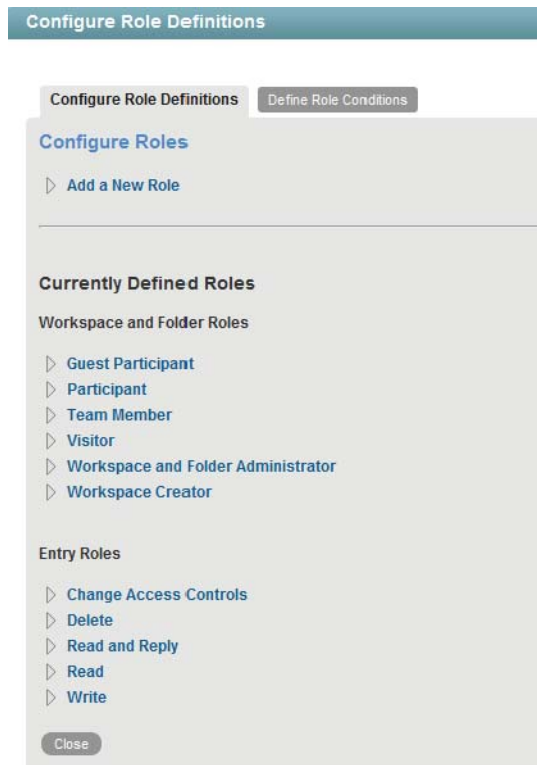 Configure Role Definitions
Configure Role Definitions Define Role Conditions
Configure Roles
Add a New Role
Currently Defined Roles
Workspace and Folder Roles
Guest Participant
Participant
Team Member
Visitor
Workspace and Folder Administrator
Workspace Creator
Entry Roles
Change Access Controls
Delete
Read and Reply
Read
Write
Close